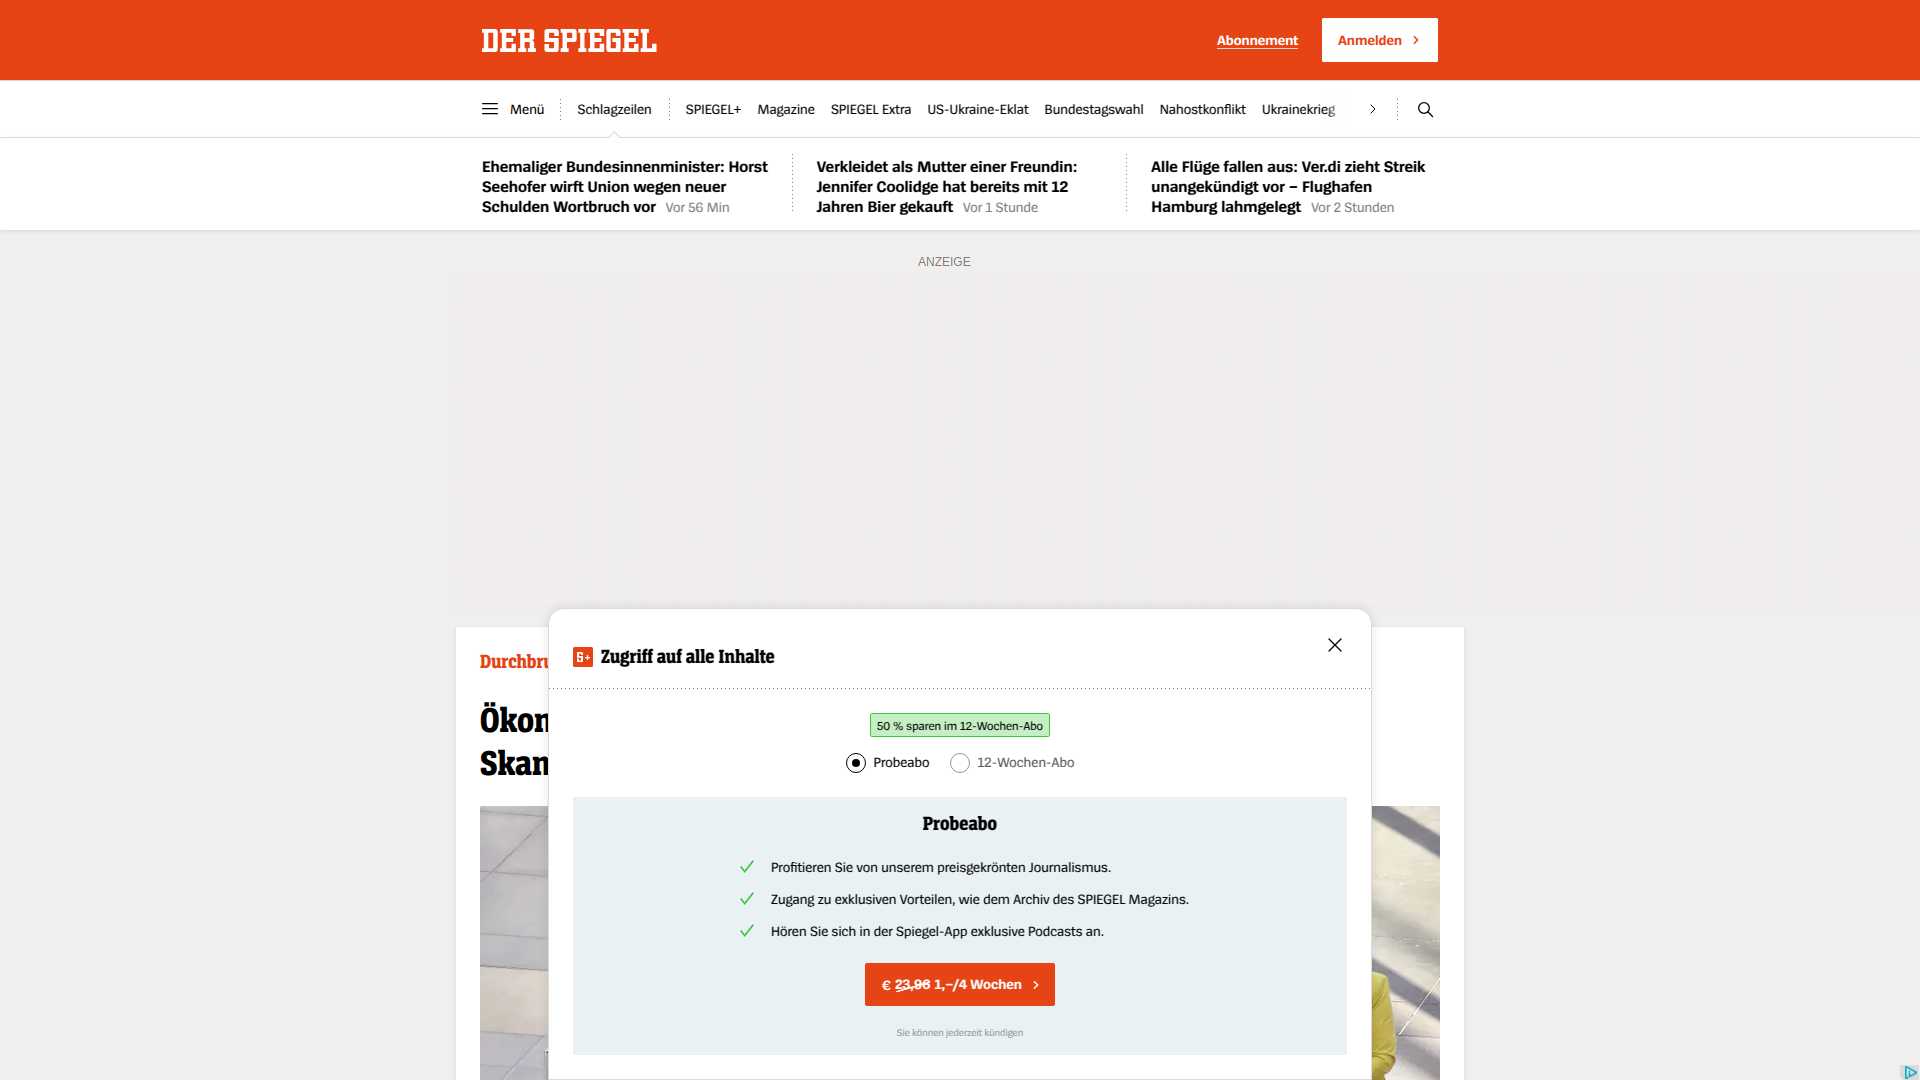 DER SPIEGEL
Abonnement
Anmelden
Menü
Schlagzeilen
SPIEGEL+
Magazine
SPIEGEL Extra
US-Ukraine-Eklat
Bundestagswahl
Nahostkonflikt
Ukrainekrieg
Ehemaliger Bundesinnenminister: Horst
Seehofer wirft Union wegen neuer
Schulden Wortbruch vor Vor 56 Min
Verkleidet als Mutter einer Freundin:
Jennifer Coolidge hat bereits mit 12
Jahren Bier gekauft Vor 1 Stunde
Alle Flüge fallen aus: Ver.di zieht Streik
unangekündigt vor – Flughafen
Hamburg lahmgelegt Vor 2 Stunden
ANZEIGE
Durchbru
Ökon
Skan
Zugriff auf alle Inhalte
50 % sparen im 12-Wochen-Abo
Probeabo
12-Wochen-Abo
Probeabo
Profitieren Sie von unserem preisgekrönten Journalismus.
Zugang zu exklusiven Vorteilen, wie dem Archiv des SPIEGEL Magazins.
Hören Sie sich in der Spiegel-App exklusive Podcasts an.
€ 23,96 1,–/4 Wochen
Sie können jederzeit kündigen